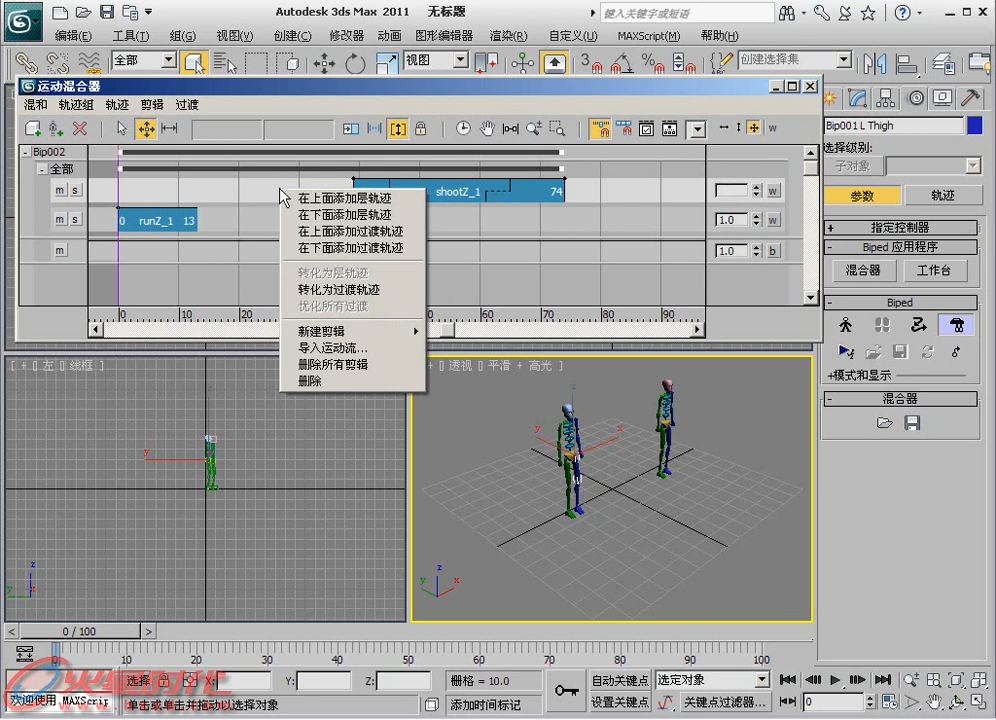 Autodesk 3ds Max 2011 无标题
键入关键字或短语
编辑(E) 工具(T) 组(G) 视图(V) 创建(C) 修改器 动画 图形编辑器 渲染(R) 自定义(U) MAXScript(M) 帮助(H)
全部
视图
创建选择集
运动混合器
混和 轨迹组 轨迹 剪辑 过渡
Bip002
全部
m s
shootZ_1 74
w
m s
0 runZ_1 13
1.0 w
m
1.0 b
0 10 20 60 70 80 90
在上面添加层轨迹
在下面添加层轨迹
在上面添加过渡轨迹
在下面添加过渡轨迹
转化为层轨迹
转化为过渡轨迹
优化所有过渡
新建剪辑
导入运动流...
删除所有剪辑
删除
Bip001 L Thigh
选择级别:
子对象
参数 轨迹
+ 指定控制器
- Biped 应用程序
混合器 工作台
- Biped
+模式和显示
- 混合器
[ + [] 左 [] 线框 ]
+ [] 透视 [] 平滑 + 高光 ]
y
z
y x
y x
z
y x
0 / 100
0 10 20 30 40 50 60 70 80 90 100
选择
X: Y: Z:
栅格 = 10.0
自动关键点 选定对象
欢迎使用 MAXScrip
单击或单击并拖动以选择对象
添加时间标记
设置关键点 关键点过滤器...
0
火星时代